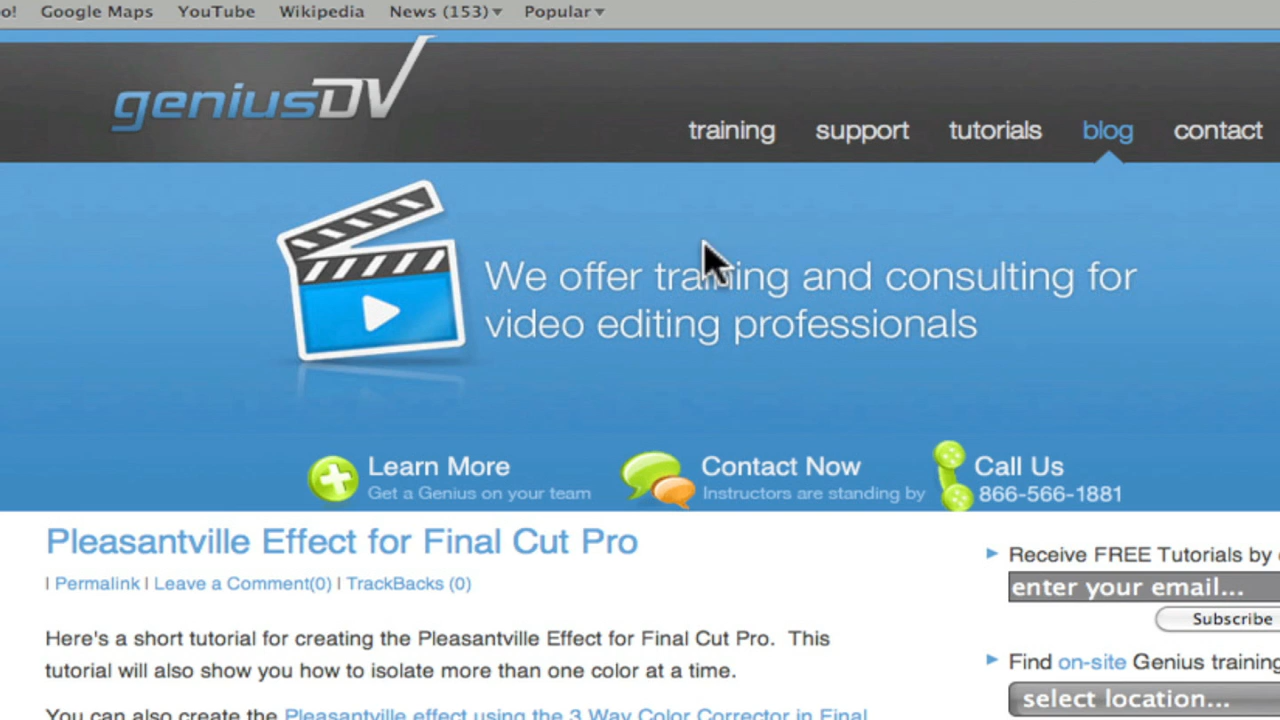 o! Google Maps YouTube Wikipedia News (153) Popular
geniusDV
training support tutorials blog contact
We offer training and consulting for
video editing professionals
Learn More
Get a Genius on your team
Contact Now
Instructors are standing by
Call Us
866-566-1881
Pleasantville Effect for Final Cut Pro
| Permalink | Leave a Comment(0) | TrackBacks (0)
Here's a short tutorial for creating the Pleasantville Effect for Final Cut Pro. This
tutorial will also show you how to isolate more than one color at a time.
You can also create the Pleasantville effect using the 3 Way Color Corrector in Final
Receive FREE Tutorials by
enter your email...
Subscribe
Find on-site Genius training
select location...